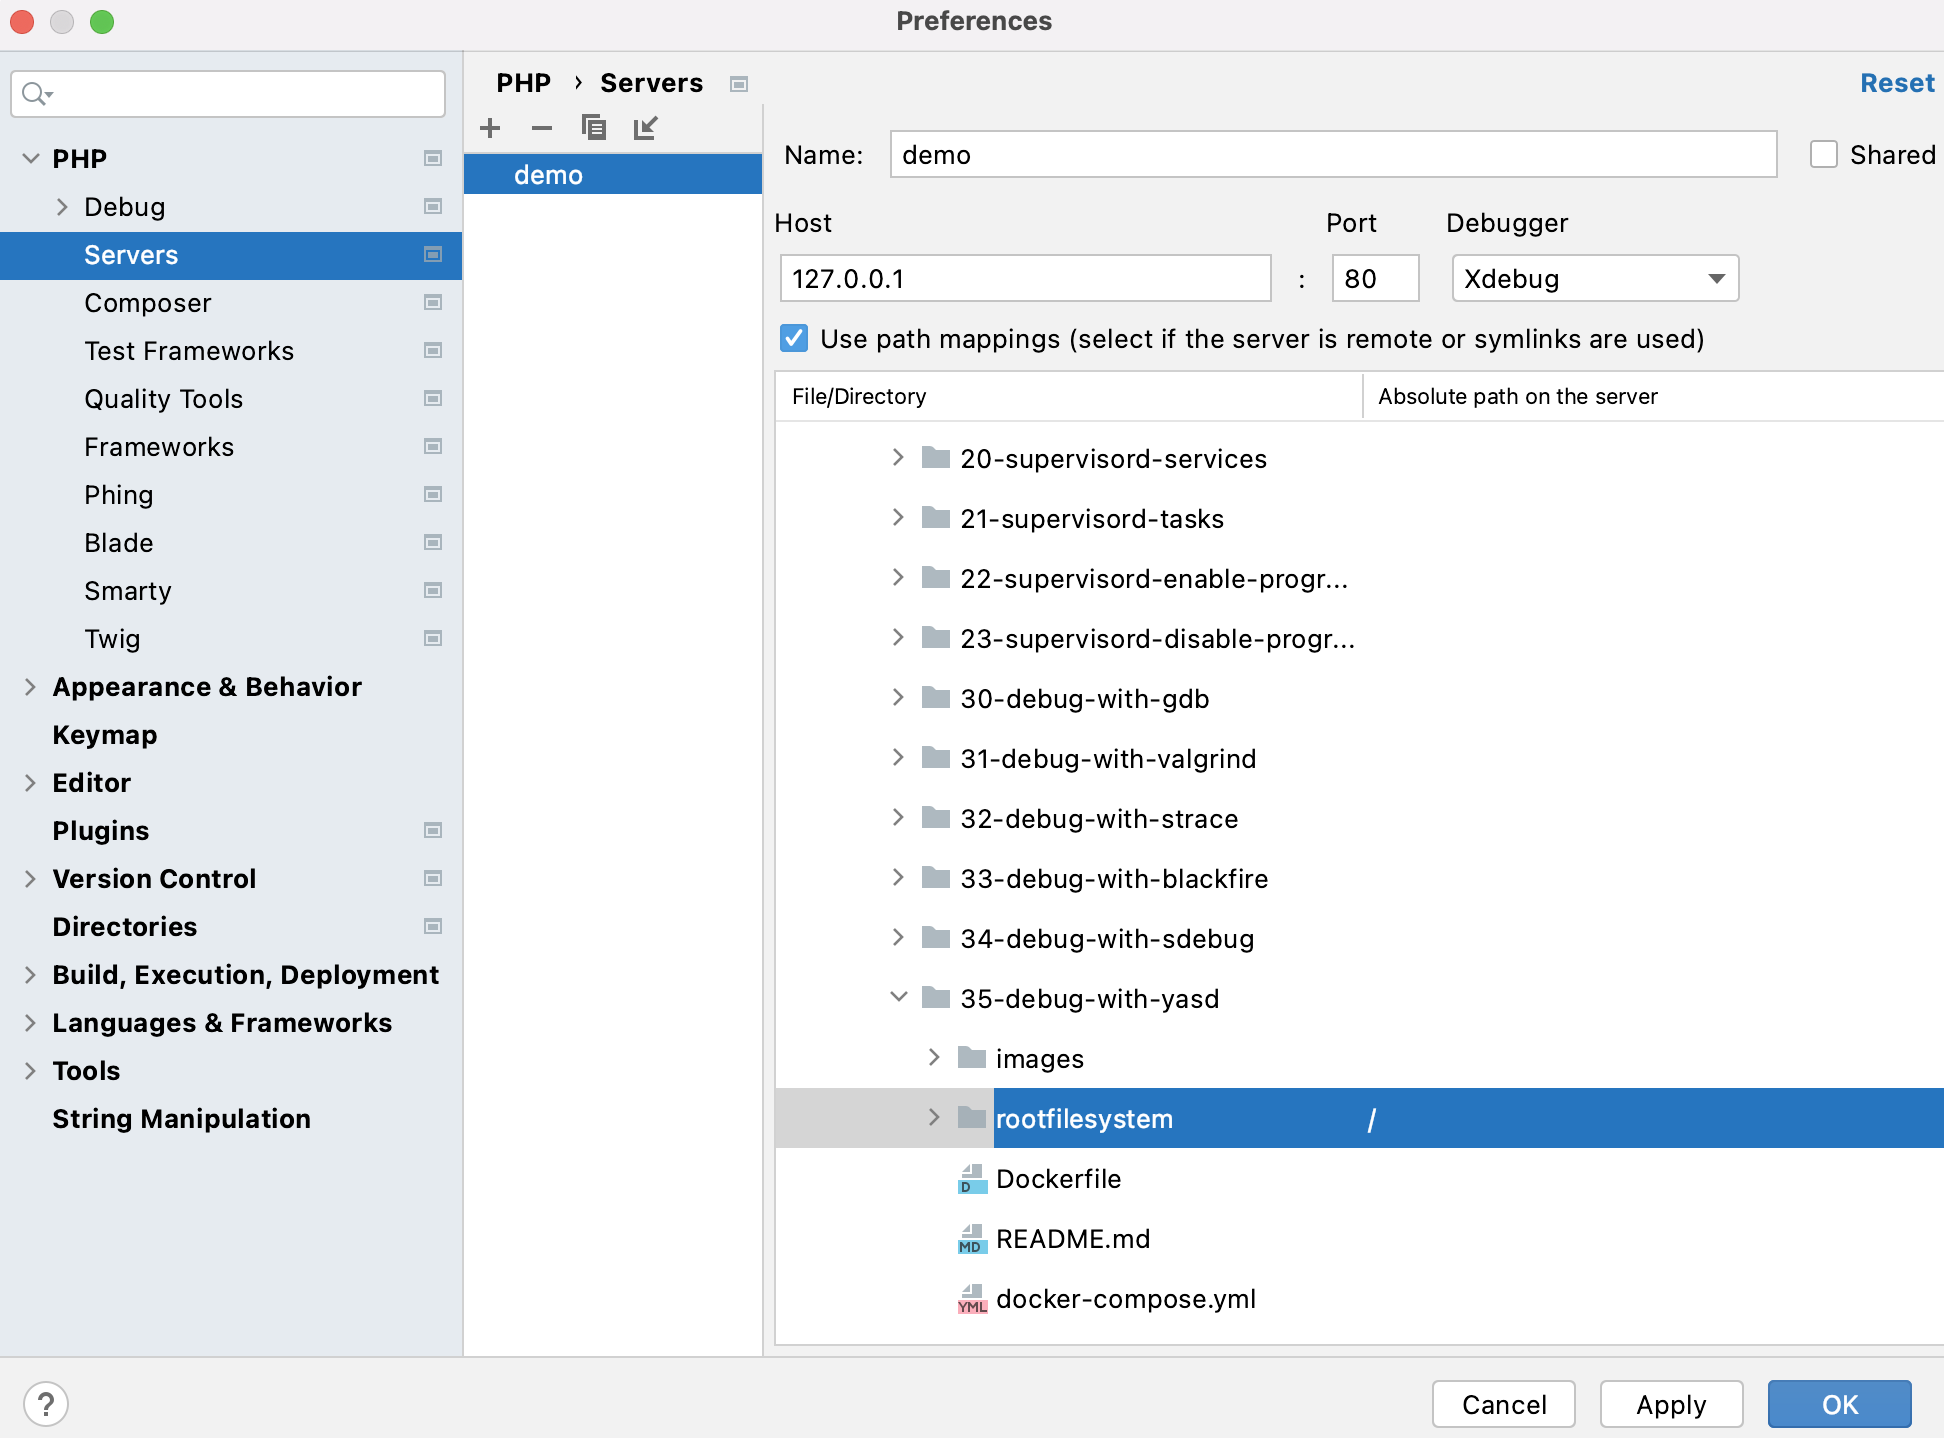 Preferences
PHP › Servers
Reset
PHP
Debug
Servers
Composer
Test Frameworks
Quality Tools
Frameworks
Phing
Blade
Smarty
Twig
Appearance & Behavior
Keymap
Editor
Plugins
Version Control
Directories
Build, Execution, Deployment
Languages & Frameworks
Tools
String Manipulation
demo
Name: demo
Shared
Host Port Debugger
127.0.0.1 : 80 Xdebug
Use path mappings (select if the server is remote or symlinks are used)
File/Directory Absolute path on the server
20-supervisord-services
21-supervisord-tasks
22-supervisord-enable-progr...
23-supervisord-disable-progr...
30-debug-with-gdb
31-debug-with-valgrind
32-debug-with-strace
33-debug-with-blackfire
34-debug-with-sdebug
35-debug-with-yasd
images
rootfilesystem /
D Dockerfile
MD README.md
YML docker-compose.yml
? Cancel Apply OK